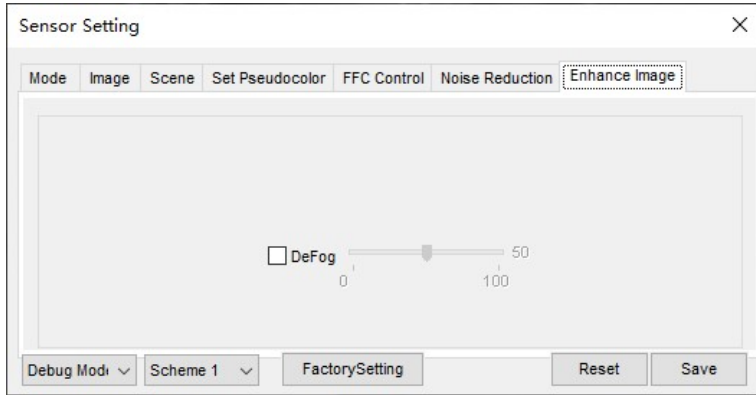 Sensor Setting
Mode Image Scene Set Pseudocolor FFC Control Noise Reduction Enhance Image
DeFog 50
0 100
Debug Mod Scheme 1 FactorySetting Reset Save